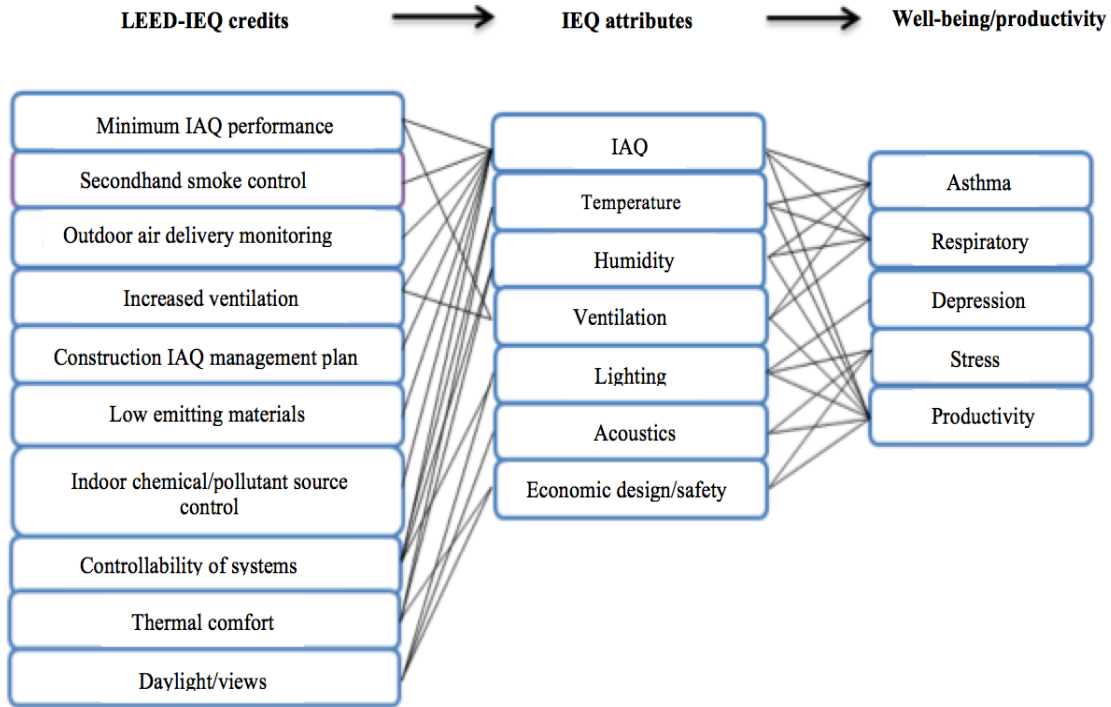 LEED-IEQ credits
IEQ attributes
Well-being/productivity
Minimum IAQ performance
Secondhand smoke control
Outdoor air delivery monitoring
Increased ventilation
Construction IAQ management plan
Low emitting materials
Indoor chemical/pollutant source
control
Controllability of systems
Thermal comfort
Daylight/views
IAQ
Temperature
Humidity
Ventilation
Lighting
Acoustics
Economic design/safety
Asthma
Respiratory
Depression
Stress
Productivity